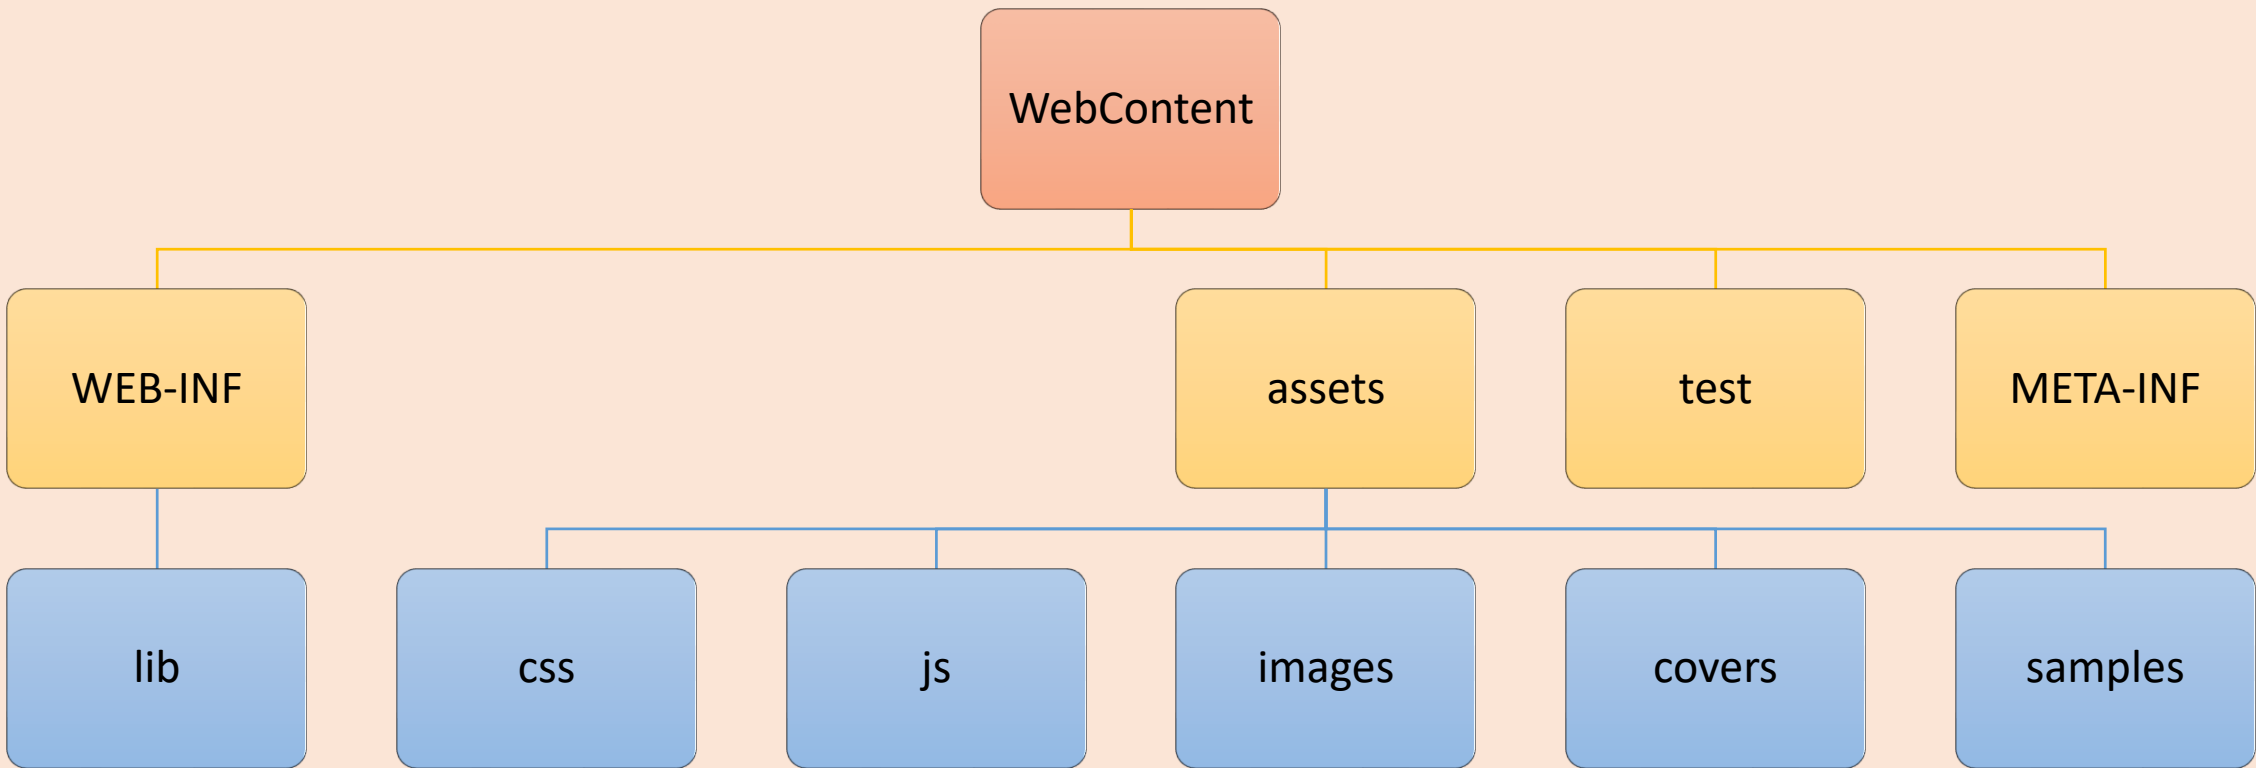 WebContent
WEB-INF
assets
test
META-INF
lib
css
js
images
covers
samples